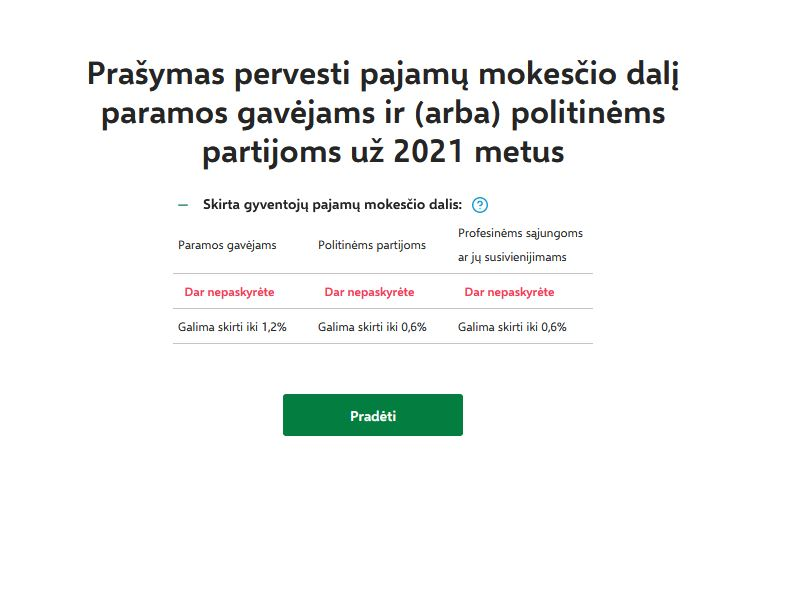 Prašymas pervesti pajamų mokesčio dalį
paramos gavėjams ir (arba) politinėms
partijoms už 2021 metus
– Skirta gyventojų pajamų mokesčio dalis: ?
Paramos gavėjams Politinėms partijoms Profesinėms sąjungoms
ar jų susivienijimams
Dar nepaskyrėte Dar nepaskyrėte Dar nepaskyrėte
Galima skirti iki 1,2% Galima skirti iki 0,6% Galima skirti iki 0,6%
Pradėti